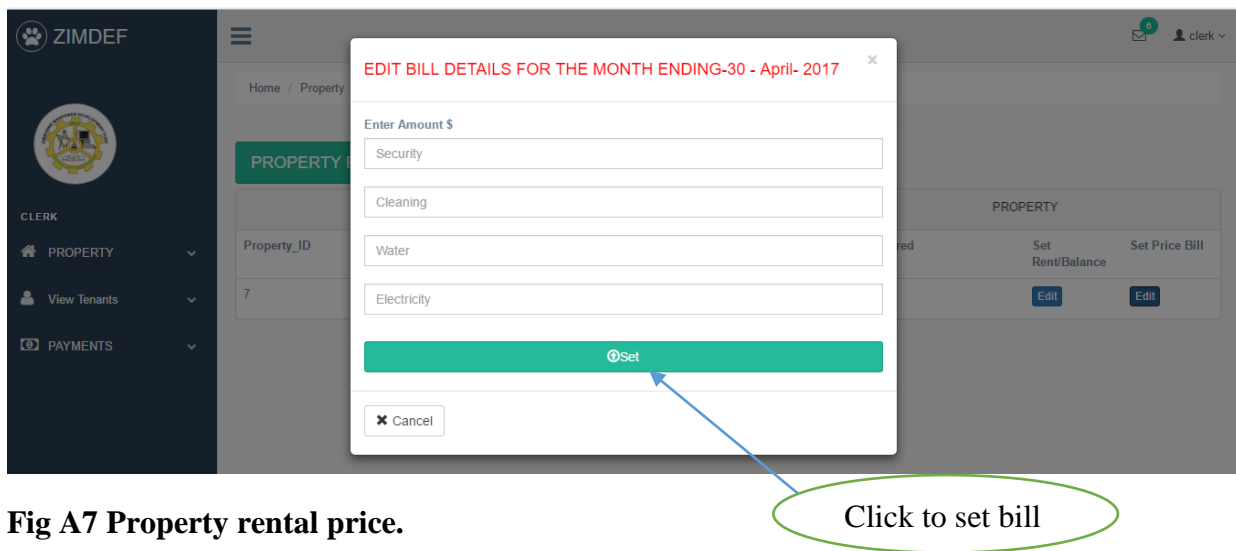 ZIMDEF
6
clerk
EDIT BILL DETAILS FOR THE MONTH ENDING-30 - April- 2017
×
Home / Property
Enter Amount $
Security
PROPERTY
Cleaning
CLERK
PROPERTY
PROPERTY
Property_ID
Water
red
Set
Rent/Balance
Set Price Bill
View Tenants
7
Electricity
Edit
Edit
PAYMENTS
Set
Cancel
Click to set bill
Fig A7 Property rental price.